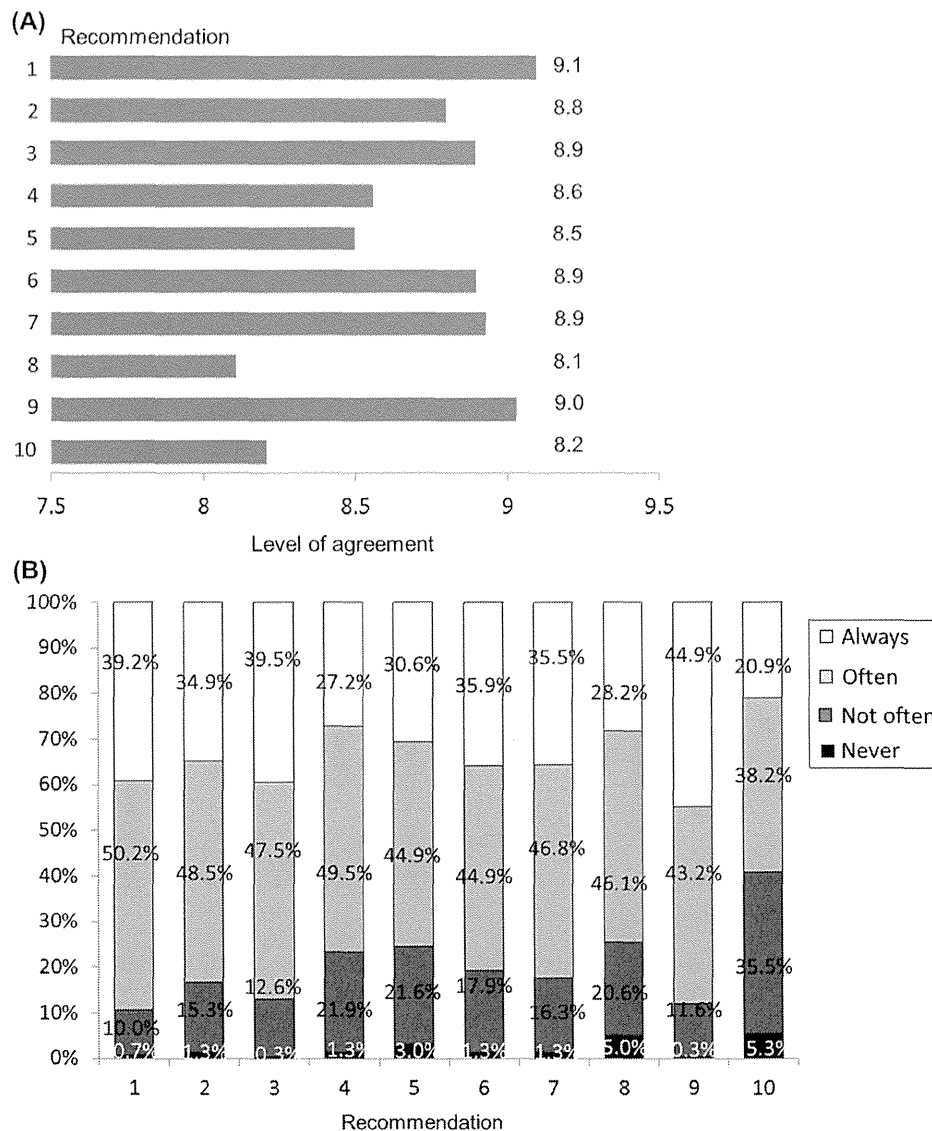 (A)
Recommendation
1 9.1
2 8.8
3 8.9
4 8.6
5 8.5
6 8.9
7 8.9
8 8.1
9 9.0
10 8.2
7.5 8 8.5 9 9.5
Level of agreement
(B)
100%
90%
80%
70%
60%
50%
40%
30%
20%
10%
0%
39.2% 34.9% 39.5% 27.2% 30.6% 35.9% 35.5% 28.2% 44.9% 20.9%
50.2% 48.5% 47.5% 49.5% 44.9% 44.9% 46.8% 46.1% 43.2% 38.2%
10.0% 15.3% 12.6% 21.9% 21.6% 17.9% 16.3% 20.6% 11.6% 35.5%
0.7% 1.3% 0.3% 1.3% 3.0% 1.3% 1.3% 5.0% 0.3% 5.3%
Always
Often
Not often
Never
1 2 3 4 5 6 7 8 9 10
Recommendation